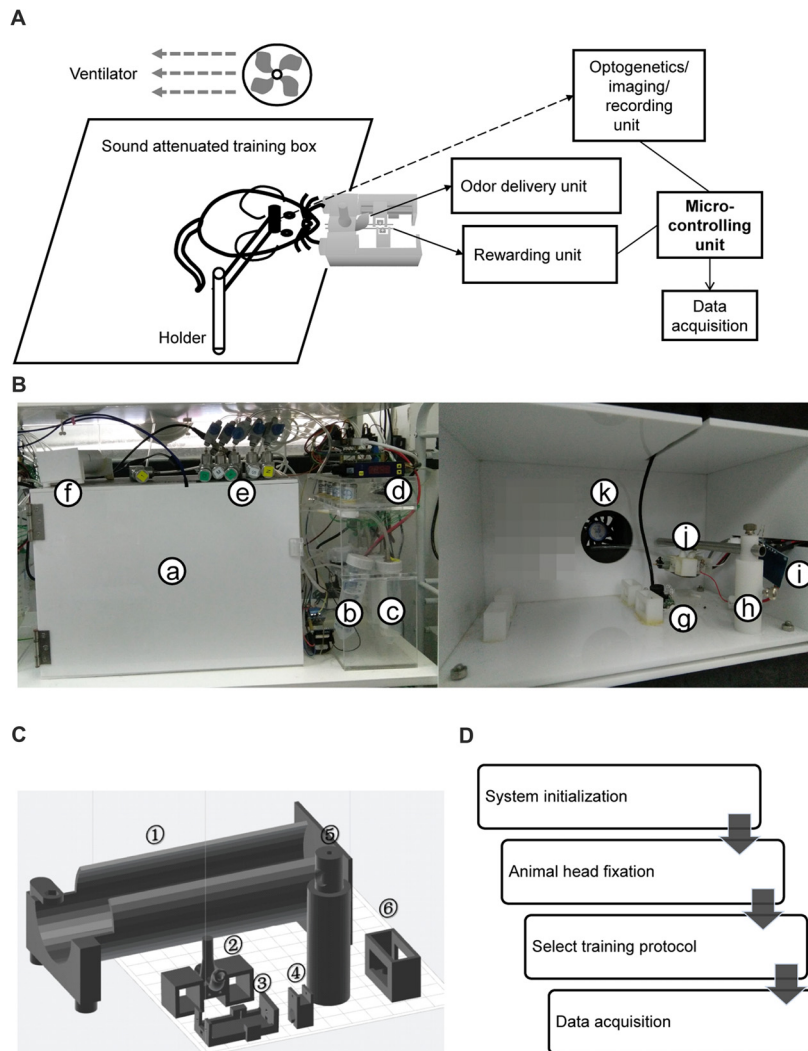 A
Ventilator
Sound attenuated training box
Holder
Optogenetics/
imaging/
recording
unit
Odor delivery unit
Rewarding unit
Micro-
controlling
unit
Data
acquisition
B
a
b
c
d
e
f
g
h
i
j
k
C
①
②
③
④
⑤
⑥
D
System initialization
Animal head fixation
Select training protocol
Data acquisition